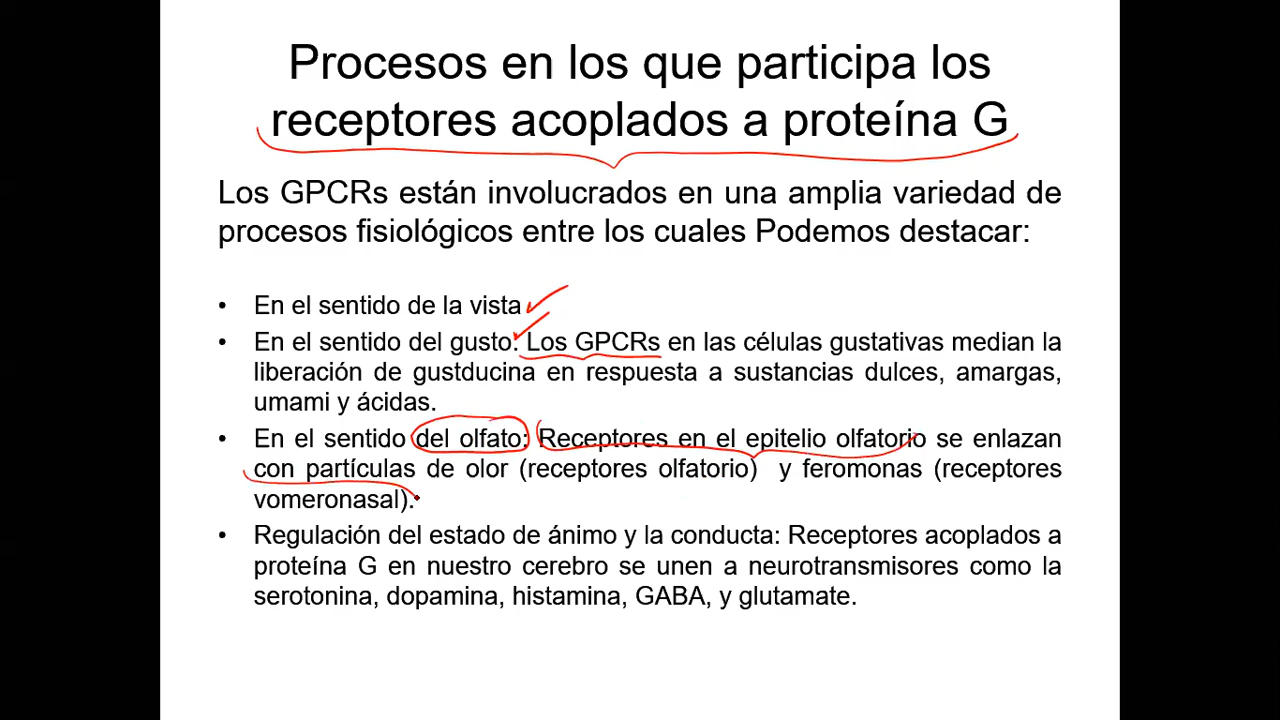 Procesos en los que participa los
receptores acoplados a proteína G
Los GPCRs están involucrados en una amplia variedad de
procesos fisiológicos entre los cuales Podemos destacar:
• En el sentido de la vista
• En el sentido del gusto: Los GPCRs en las células gustativas median la
liberación de gustducina en respuesta a sustancias dulces, amargas,
umami y ácidas.
• En el sentido del olfato: Receptores en el epitelio olfatorio se enlazan
con partículas de olor (receptores olfatorio) y feromonas (receptores
vomeronasal).
• Regulación del estado de ánimo y la conducta: Receptores acoplados a
proteína G en nuestro cerebro se unen a neurotransmisores como la
serotonina, dopamina, histamina, GABA, y glutamate.